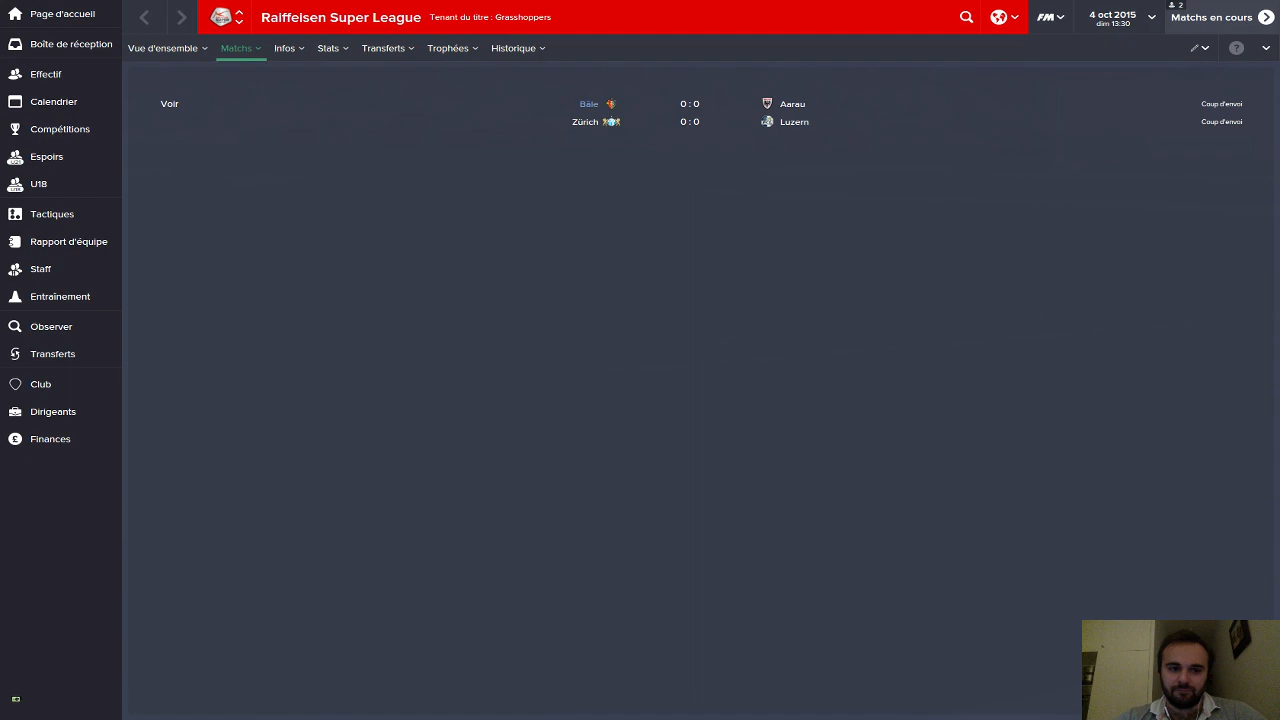 Page d'accueil
Boîte de réception
Effectif
Calendrier
Compétitions
Espoirs
U18
Tactiques
Rapport d'équipe
Staff
Entraînement
Observer
Transferts
Club
Dirigeants
Finances
Raiffeisen Super League
Tenant du titre : Grasshoppers
FM
4 oct 2015
dim 13:30
2
Matchs en cours
Vue d'ensemble
Matchs
Infos
Stats
Transferts
Trophées
Historique
?
Voir
Bâle 0 : 0 Aarau Coup d'envoi
Zürich 0 : 0 Luzern Coup d'envoi